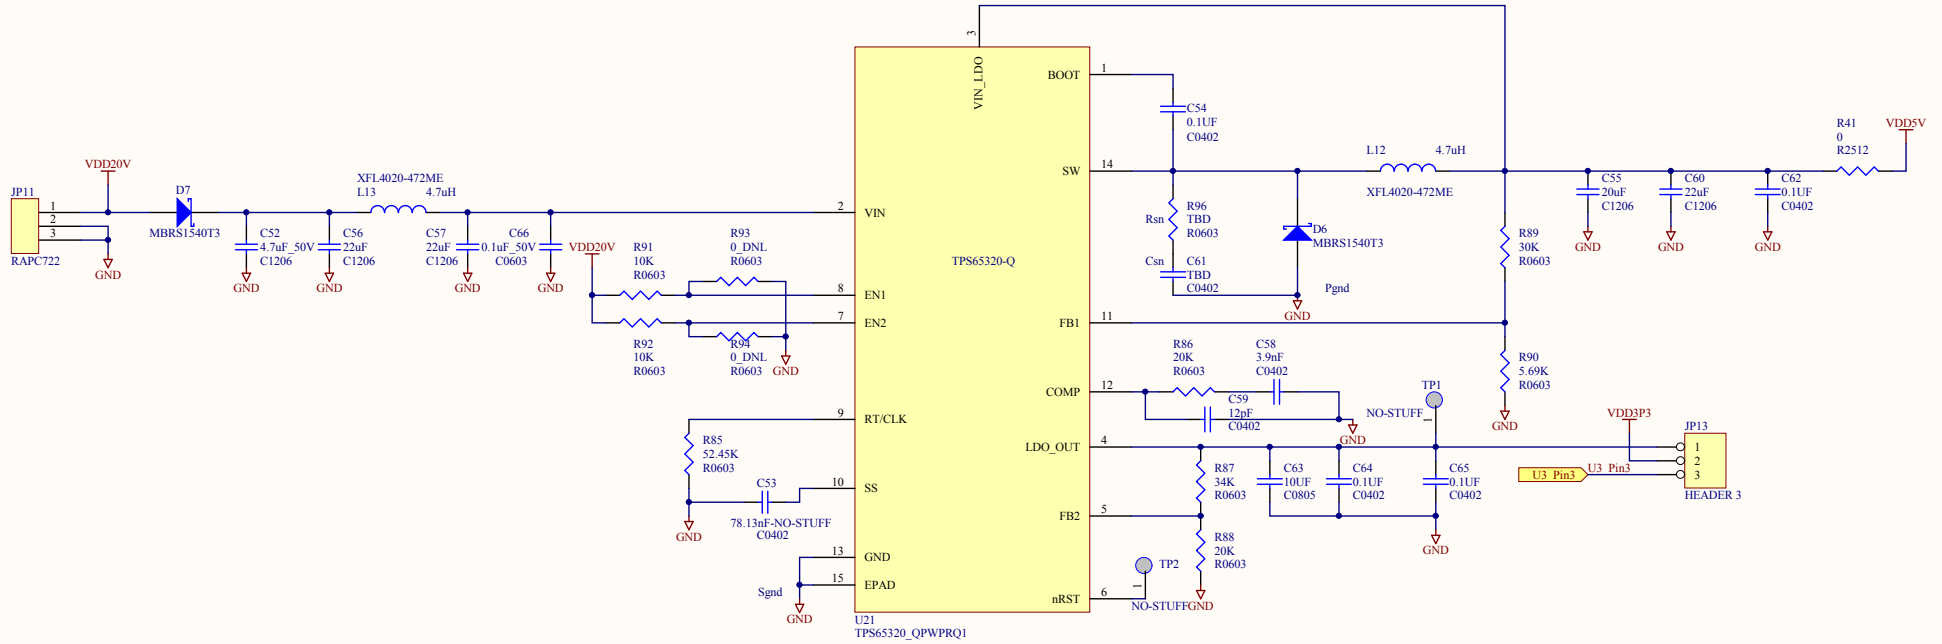 JP11
1
2
3
RAPC722
GND
VDD20V
D7
MBRS1540T3
C52
4.7uF_50V
C1206
GND
C56
22uF
C1206
GND
XFL4020-472ME
L13 4.7uH
C57
22uF
C1206
GND
C66
0.1uF_50V
C0603
GND
VDD20V
R91
10K
R0603
R93
0_DNL
R0603
R92
10K
R0603
R94
0_DNL
R0603
GND
R85
52.45K
R0603
GND
C53
78.13nF-NO-STUFF
C0402
Sgnd
GND
3
VIN_LDO
2 VIN
8 EN1
7 EN2
9 RT/CLK
10 SS
13 GND
15 EPAD
TPS65320-Q
BOOT 1
SW 14
FB1 11
COMP 12
LDO_OUT 4
FB2 5
nRST 6
U21
TPS65320_QPWPRQ1
C54
0.1UF
C0402
Rsn
R96
TBD
R0603
Csn
C61
TBD
C0402
D6
MBRS1540T3
Pgnd
GND
L12 4.7uH
XFL4020-472ME
R89
30K
R0603
R90
5.69K
R0603
GND
C55
20uF
C1206
GND
C60
22uF
C1206
GND
C62
0.1UF
C0402
GND
R41
0
R2512
VDD5V
R86
20K
R0603
C58
3.9nF
C0402
C59
12pF
C0402
GND
TP1
NO-STUFF
1
R87
34K
R0603
C63
10UF
C0805
C64
0.1UF
C0402
C65
0.1UF
C0402
GND
R88
20K
R0603
GND
TP2
1
NO-STUFF
VDD3P3
JP13
1
2
3
HEADER 3
U3_Pin3
U3_Pin3